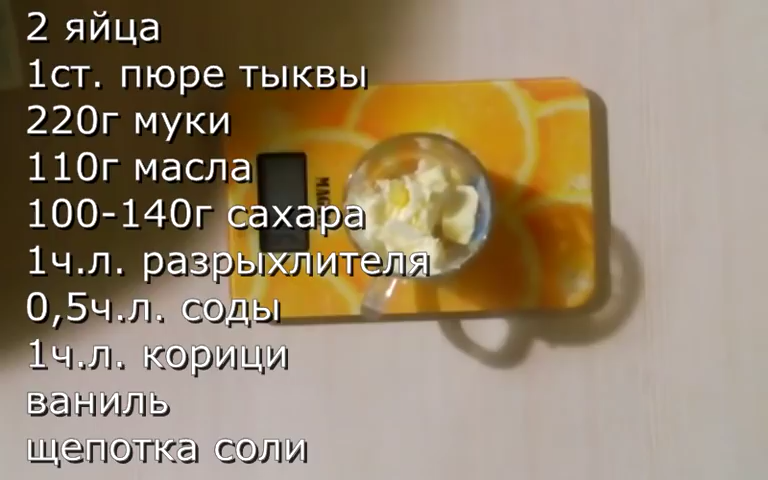 2 яйца
1ст. пюре тыквы
220г муки
110г масла
100-140г сахара
1ч.л. разрыхлителя
0,5ч.л. соды
1ч.л. корици
ваниль
щепотка соли